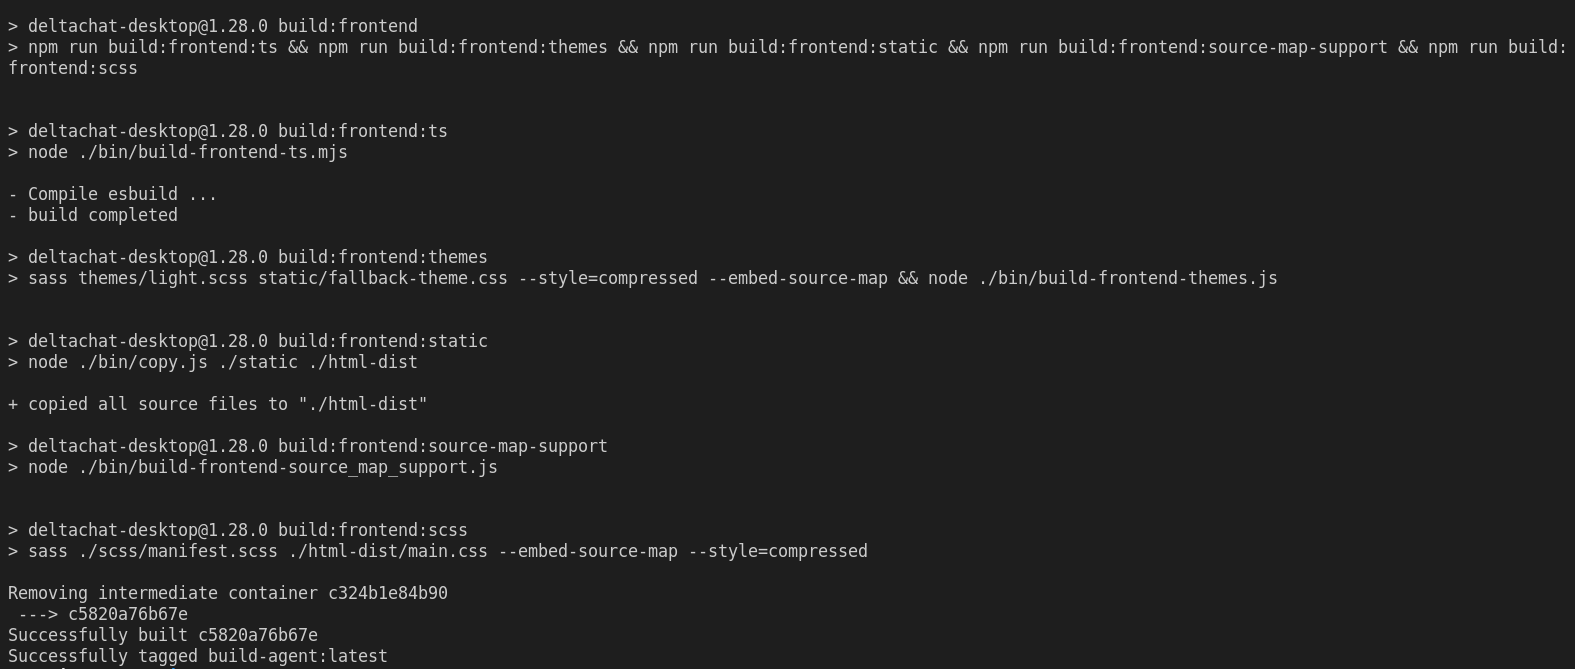 > deltachat-desktop@1.28.0 build:frontend
> npm run build:frontend:ts && npm run build:frontend:themes && npm run build:frontend:static && npm run build:frontend:source-map-support && npm run build:
frontend:scss
> deltachat-desktop@1.28.0 build:frontend:ts
> node ./bin/build-frontend-ts.mjs
- Compile esbuild ...
- build completed
> deltachat-desktop@1.28.0 build:frontend:themes
> sass themes/light.scss static/fallback-theme.css --style=compressed --embed-source-map && node ./bin/build-frontend-themes.js
> deltachat-desktop@1.28.0 build:frontend:static
> node ./bin/copy.js ./static ./html-dist
+ copied all source files to "./html-dist"
> deltachat-desktop@1.28.0 build:frontend:source-map-support
> node ./bin/build-frontend-source_map_support.js
> deltachat-desktop@1.28.0 build:frontend:scss
> sass ./scss/manifest.scss ./html-dist/main.css --embed-source-map --style=compressed
Removing intermediate container c324b1e84b90
 ---> c5820a76b67e
Successfully built c5820a76b67e
Successfully tagged build-agent:latest